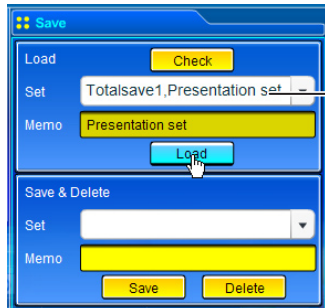 Save
Load Check
Set Totalsave1,Presentation set
Memo Presentation set
Load
Save & Delete
Set
Memo
Save Delete